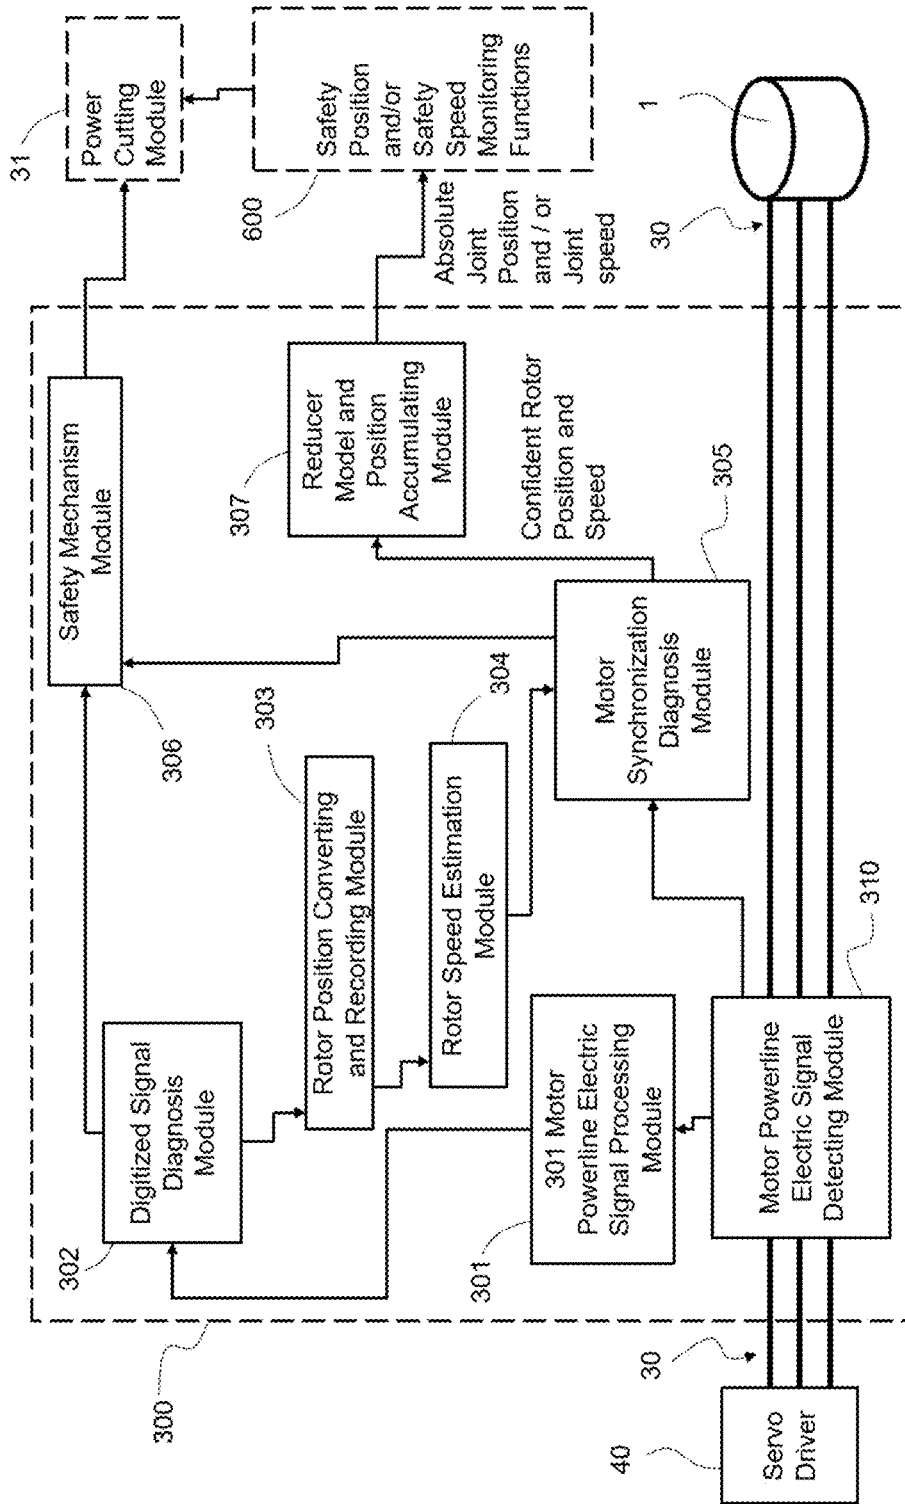 31
Power
Cutting
Module
600
Safety
Position
and/or
Safety
Speed
Monitoring
Functions
1
30
Absolute
Joint
Position
and / or
Joint
speed
Safety Mechanism
Module
306
307
Reducer
Model and
Position
Accumulating
Module
Confident Rotor
Position and
Speed
305
Motor
Synchronization
Diagnosis
Module
303
Rotor Position Converting
and Recording Module
304
Rotor Speed Estimation
Module
302
Digitized Signal
Diagnosis
Module
301
301 Motor
Powerline Electric
Signal Processing
Module
310
Motor Powerline
Electric Signal
Detecting Module
300
30
40
Servo
Driver